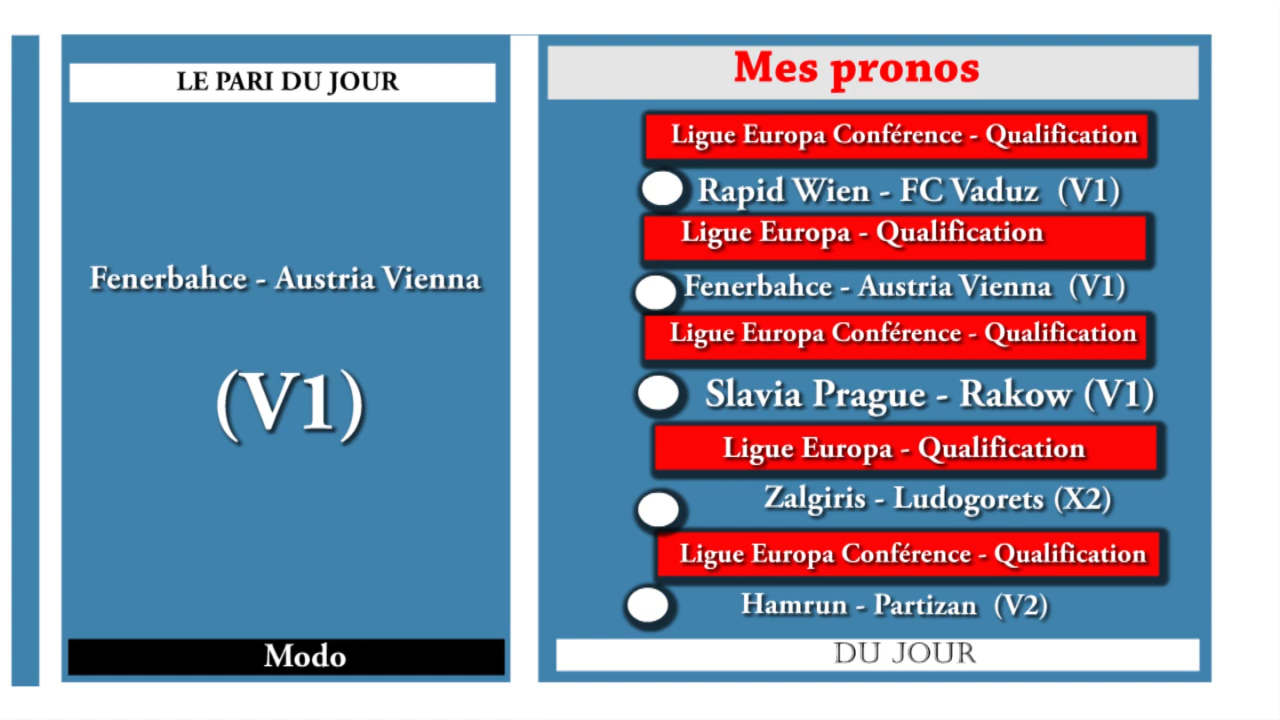 LE PARI DU JOUR
Fenerbahce - Austria Vienna
(V1)
Modo
Mes pronos
Ligue Europa Conférence - Qualification
Rapid Wien - FC Vaduz (V1)
Ligue Europa - Qualification
Fenerbahce - Austria Vienna (V1)
Ligue Europa Conférence - Qualification
Slavia Prague - Rakow (V1)
Ligue Europa - Qualification
Zalgiris - Ludogorets (X2)
Ligue Europa Conférence - Qualification
Hamrun - Partizan (V2)
DU JOUR